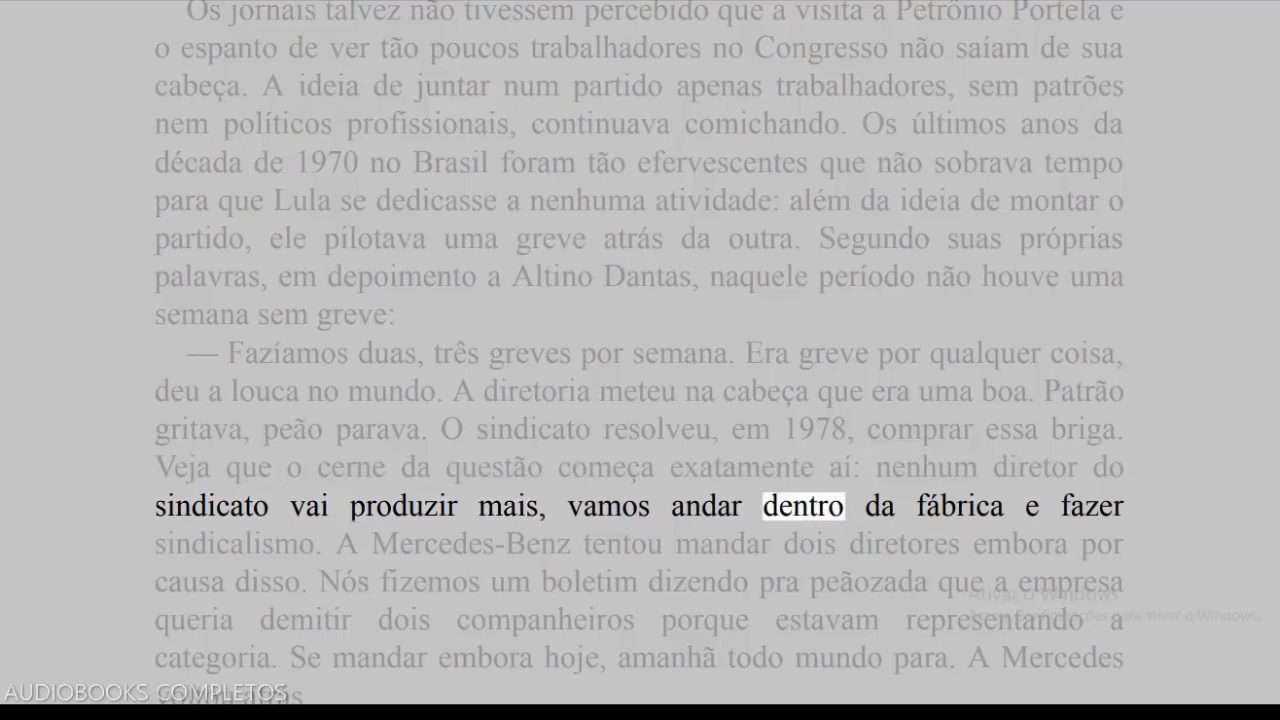 Os jornais talvez não tivessem percebido que a visita a Petrônio Portela e
o espanto de ver tão poucos trabalhadores no Congresso não saíam de sua
cabeça. A ideia de juntar num partido apenas trabalhadores, sem patrões
nem políticos profissionais, continuava comichando. Os últimos anos da
década de 1970 no Brasil foram tão efervescentes que não sobrava tempo
para que Lula se dedicasse a nenhuma atividade: além da ideia de montar o
partido, ele pilotava uma greve atrás da outra. Segundo suas próprias
palavras, em depoimento a Altino Dantas, naquele período não houve uma
semana sem greve:
— Fazíamos duas, três greves por semana. Era greve por qualquer coisa,
deu a louca no mundo. A diretoria meteu na cabeça que era uma boa. Patrão
gritava, peão parava. O sindicato resolveu, em 1978, comprar essa briga.
Veja que o cerne da questão começa exatamente aí: nenhum diretor do
sindicato vai produzir mais, vamos andar dentro da fábrica e fazer
sindicalismo. A Mercedes-Benz tentou mandar dois diretores embora por
causa disso. Nós fizemos um boletim dizendo pra peãozada que a empresa
Ativar o Windows
queria demitir dois companheiros porque estavam representando a
para ativar o Windows.
categoria. Se mandar embora hoje, amanhã todo mundo para. A Mercedes
AUDIOBOOKS COMPLETOS